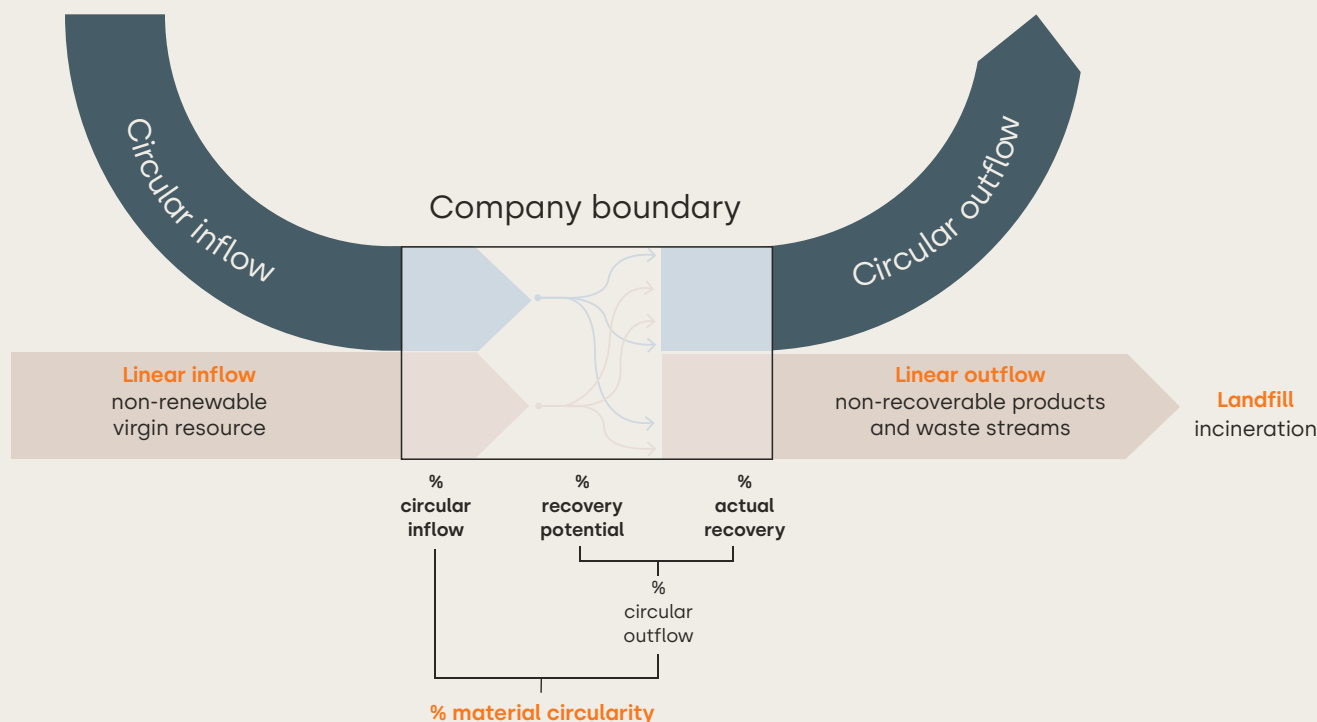 Circular inflow
Circular outflow
Company boundary
Linear inflow
non-renewable
virgin resource
Linear outflow
non-recoverable products
and waste streams
Landfill
incineration
%
circular
inflow
%
recovery
potential
%
actual
recovery
%
circular
outflow
% material circularity